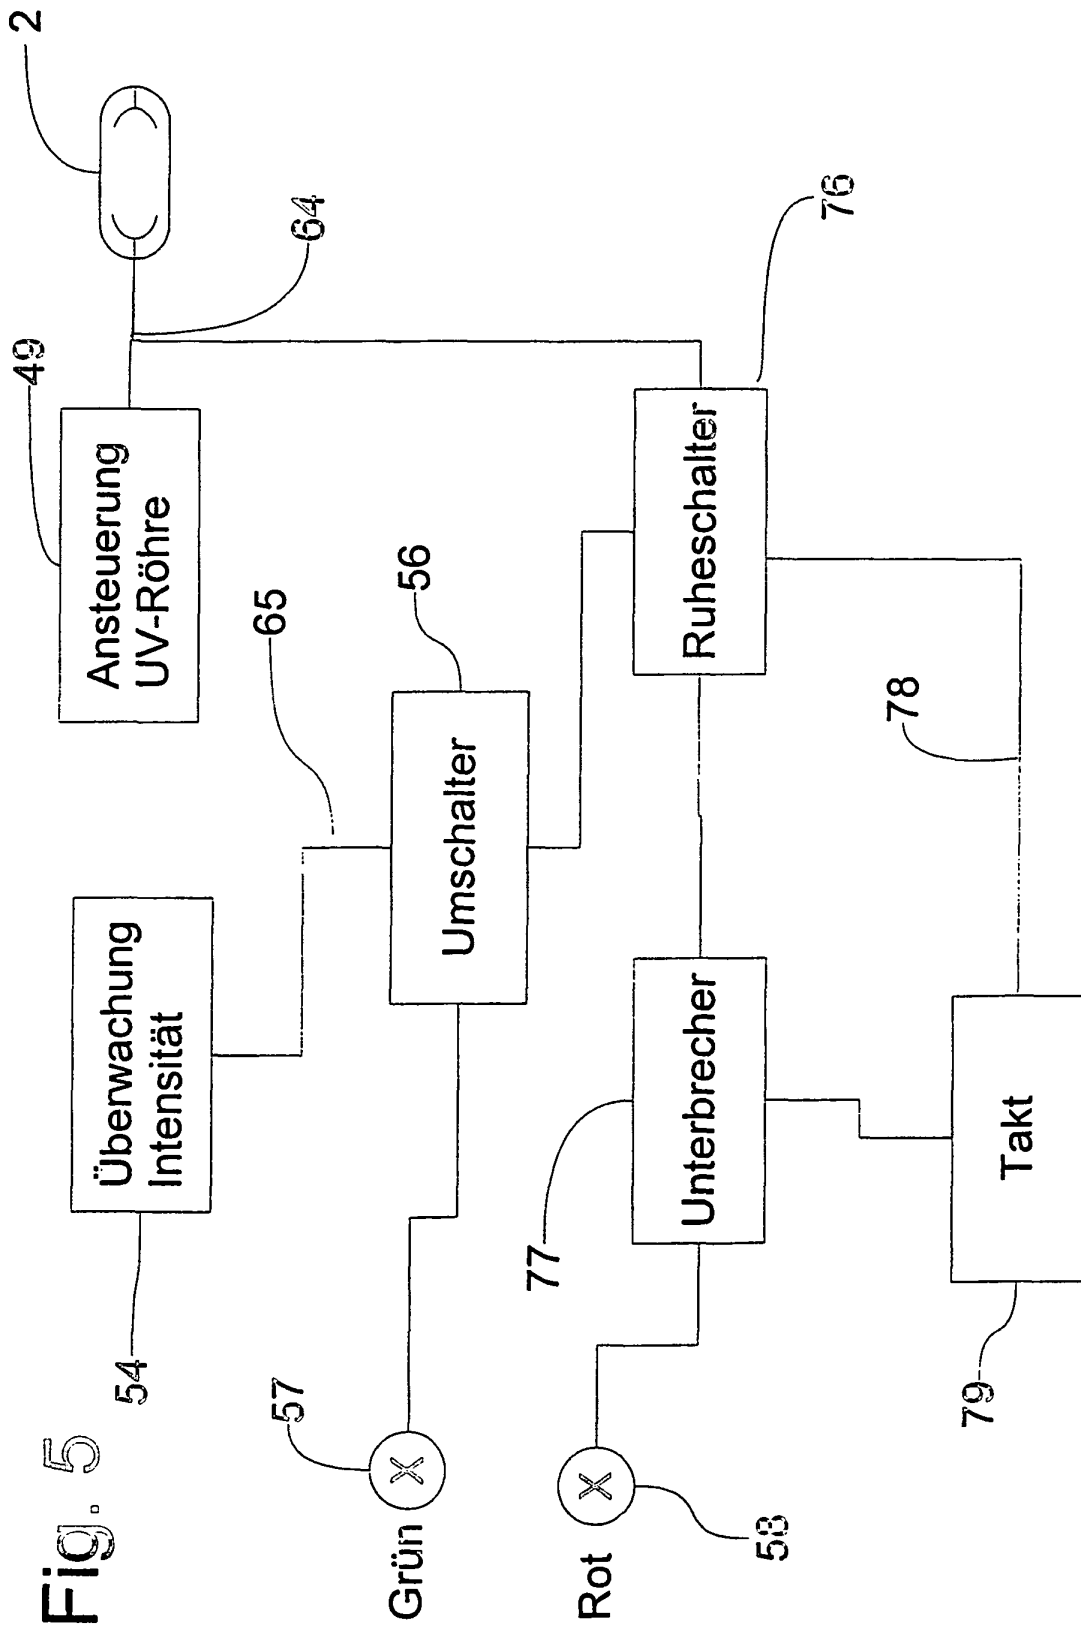 Fig. 5
54
Überwachung
Intensität
49
Ansteuerung
UV-Röhre
2
64
65
57
Grün
Umschalter
56
77
58
Rot
Unterbrecher
Ruheschalter
76
78
79
Takt